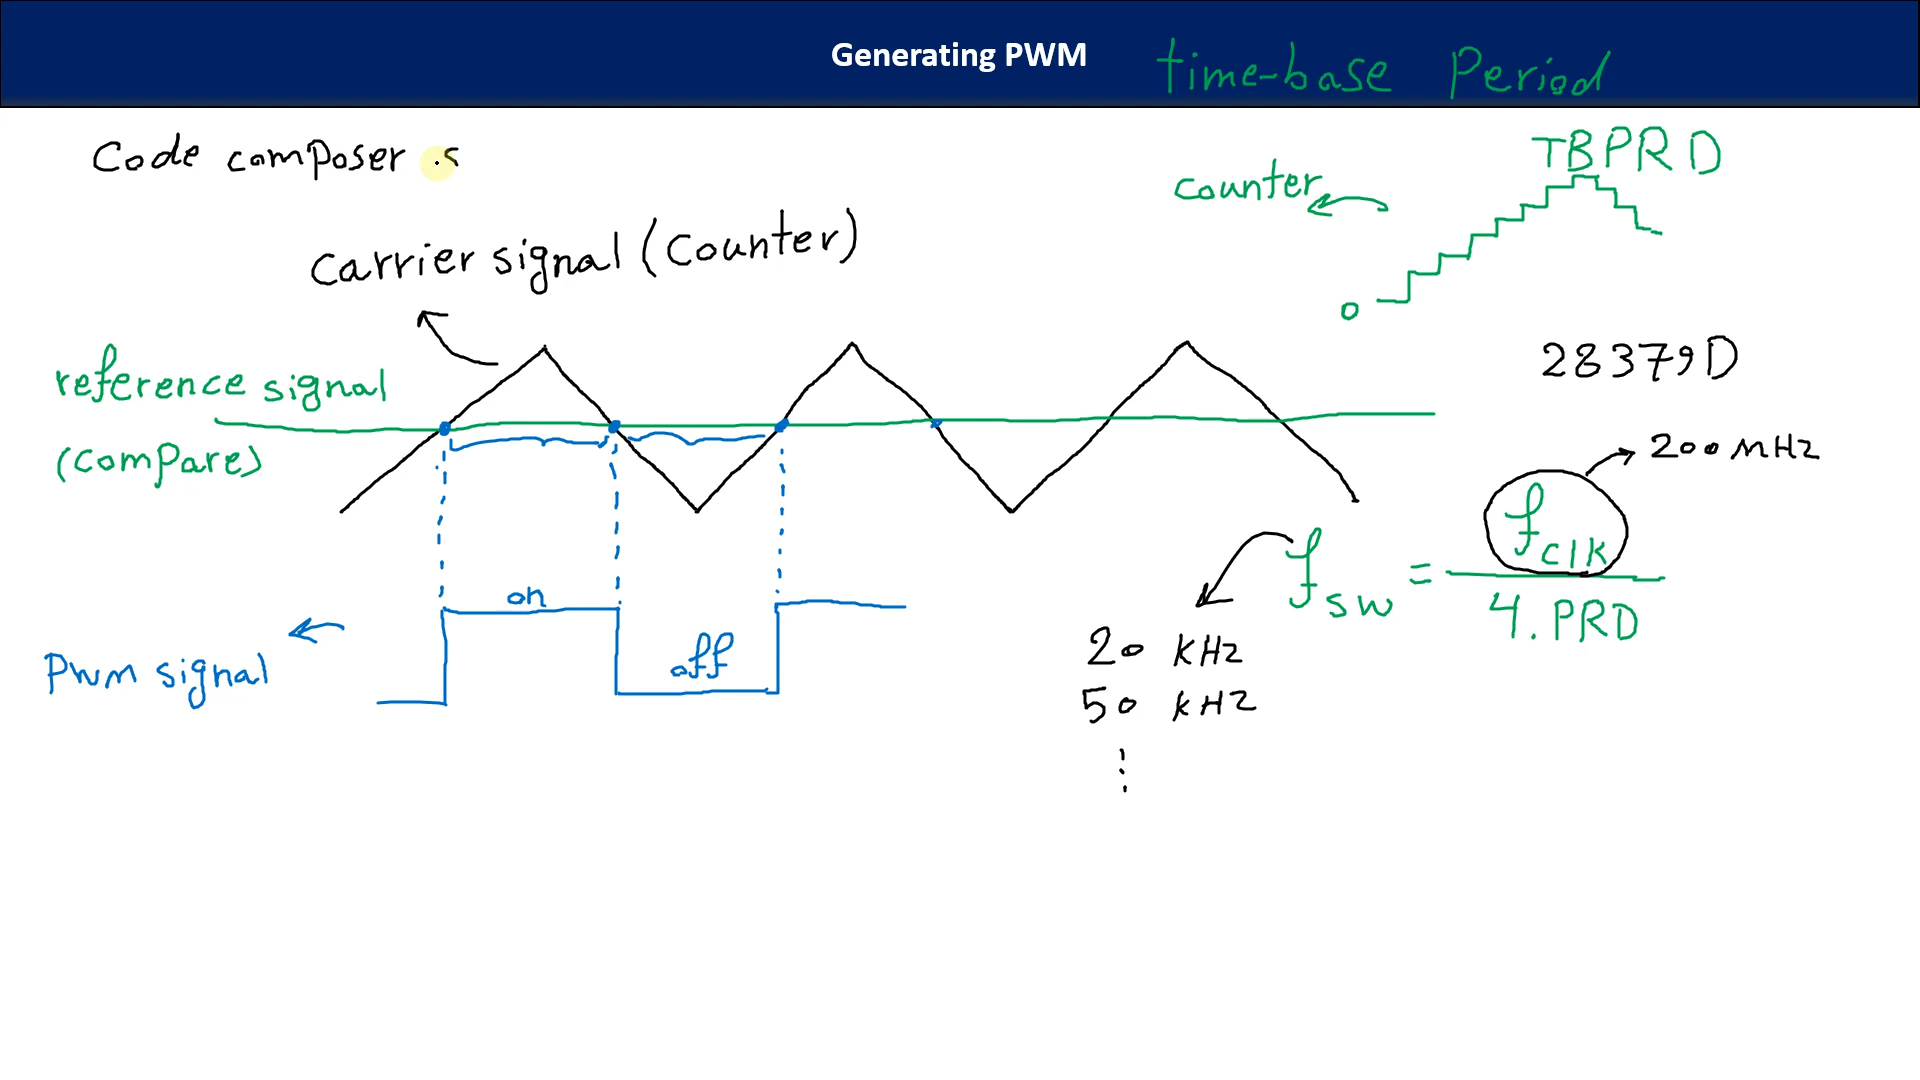 Generating PWM
time-base Period
Code composer s
TBPRD
counter
carrier signal (counter)
0
28379D
reference signal
(compare)
200 MHz
fclk
fsw = 4.PRD
on
20 kHz
off
PWM signal
50 kHz
⋮